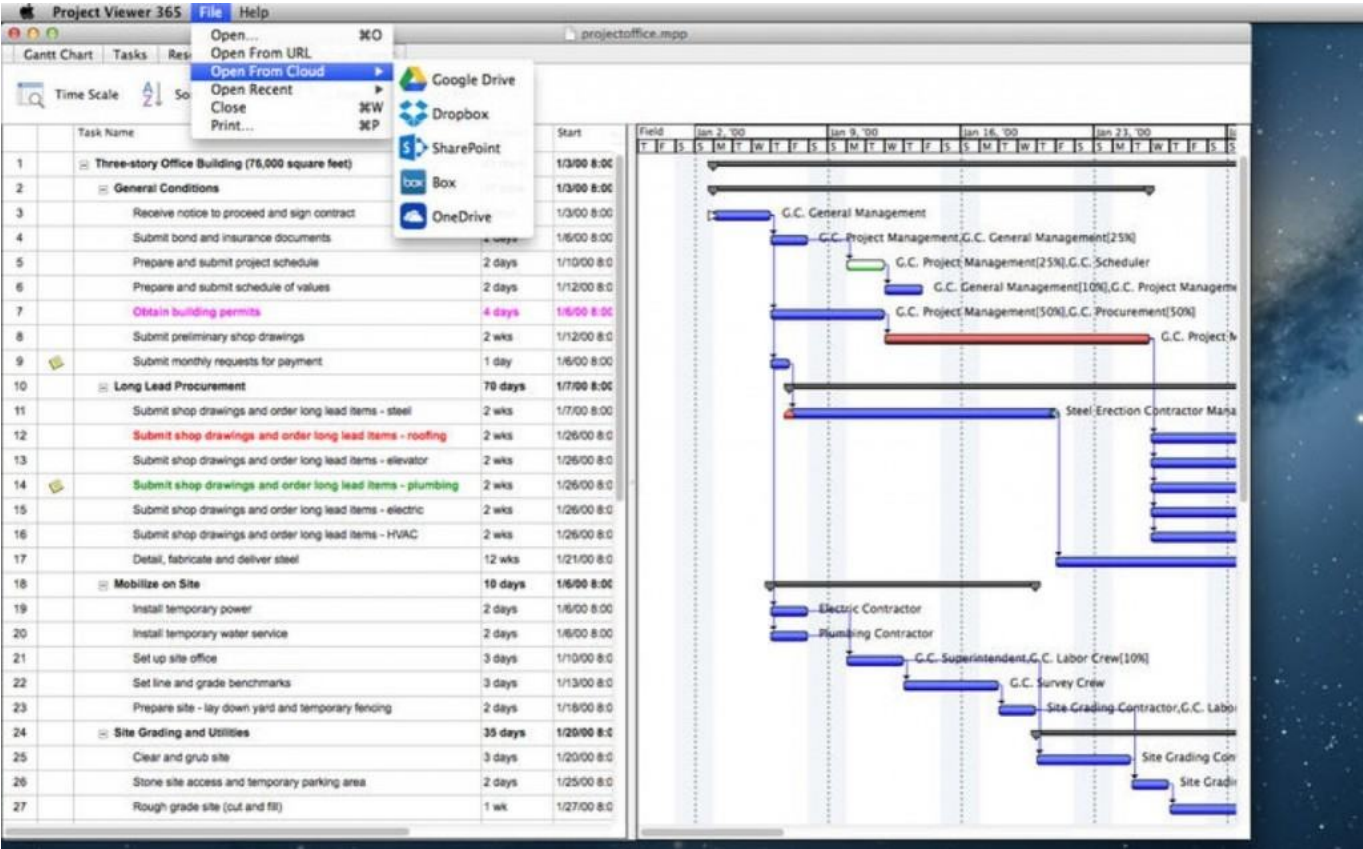 Project Viewer 365 File Help
projectoffice.mpp
Open... ⌘O
Open From URL
Open From Cloud
Open Recent
Close ⌘W
Print... ⌘P
Google Drive
Dropbox
SharePoint
Box
OneDrive
Gantt Chart Tasks Res
Time Scale So
Task Name Start
1 Three-story Office Building (76,000 square feet) 1/3/00 8:00
2 General Conditions 1/3/00 8:00
3 Receive notice to proceed and sign contract 1/3/00 8:00
4 Submit bond and insurance documents 2 days 1/6/00 8:00
5 Prepare and submit project schedule 2 days 1/10/00 8:0
6 Prepare and submit schedule of values 2 days 1/12/00 8:0
7 Obtain building permits 4 days 1/6/00 8:00
8 Submit preliminary shop drawings 2 wks 1/12/00 8:0
9 Submit monthly requests for payment 1 day 1/6/00 8:00
10 Long Lead Procurement 70 days 1/7/00 8:00
11 Submit shop drawings and order long lead items - steel 2 wks 1/7/00 8:00
12 Submit shop drawings and order long lead items - roofing 2 wks 1/26/00 8:0
13 Submit shop drawings and order long lead items - elevator 2 wks 1/26/00 8:0
14 Submit shop drawings and order long lead items - plumbing 2 wks 1/26/00 8:0
15 Submit shop drawings and order long lead items - electric 2 wks 1/26/00 8:0
16 Submit shop drawings and order long lead items - HVAC 2 wks 1/26/00 8:0
17 Detail, fabricate and deliver steel 12 wks 1/21/00 8:0
18 Mobilize on Site 10 days 1/6/00 8:00
19 Install temporary power 2 days 1/6/00 8:00
20 Install temporary water service 2 days 1/6/00 8:00
21 Set up site office 3 days 1/10/00 8:0
22 Set line and grade benchmarks 3 days 1/13/00 8:0
23 Prepare site - lay down yard and temporary fencing 2 days 1/18/00 8:0
24 Site Grading and Utilities 35 days 1/20/00 8:0
25 Clear and grub site 3 days 1/20/00 8:0
26 Stone site access and temporary parking area 2 days 1/25/00 8:0
27 Rough grade site (cut and fill) 1 wk 1/27/00 8:0
Field Jan 2, '00 Jan 9, '00 Jan 16, '00 Jan 23, '00
T F S S M T W T F S S M T W T F S S M T W T F S S M T W T F S S
G.C. General Management
G.C. Project Management,G.C. General Management[25%]
G.C. Project Management[25%],G.C. Scheduler
G.C. General Management[10%],G.C. Project Manageme
G.C. Project Management[50%],G.C. Procurement[50%]
G.C. Project M
Steel Erection Contractor Mana
Electric Contractor
Plumbing Contractor
G.C. Superintendent,G.C. Labor Crew[10%]
G.C. Survey Crew
Site Grading Contractor,G.C. Labo
Site Grading Con
Site Gradin